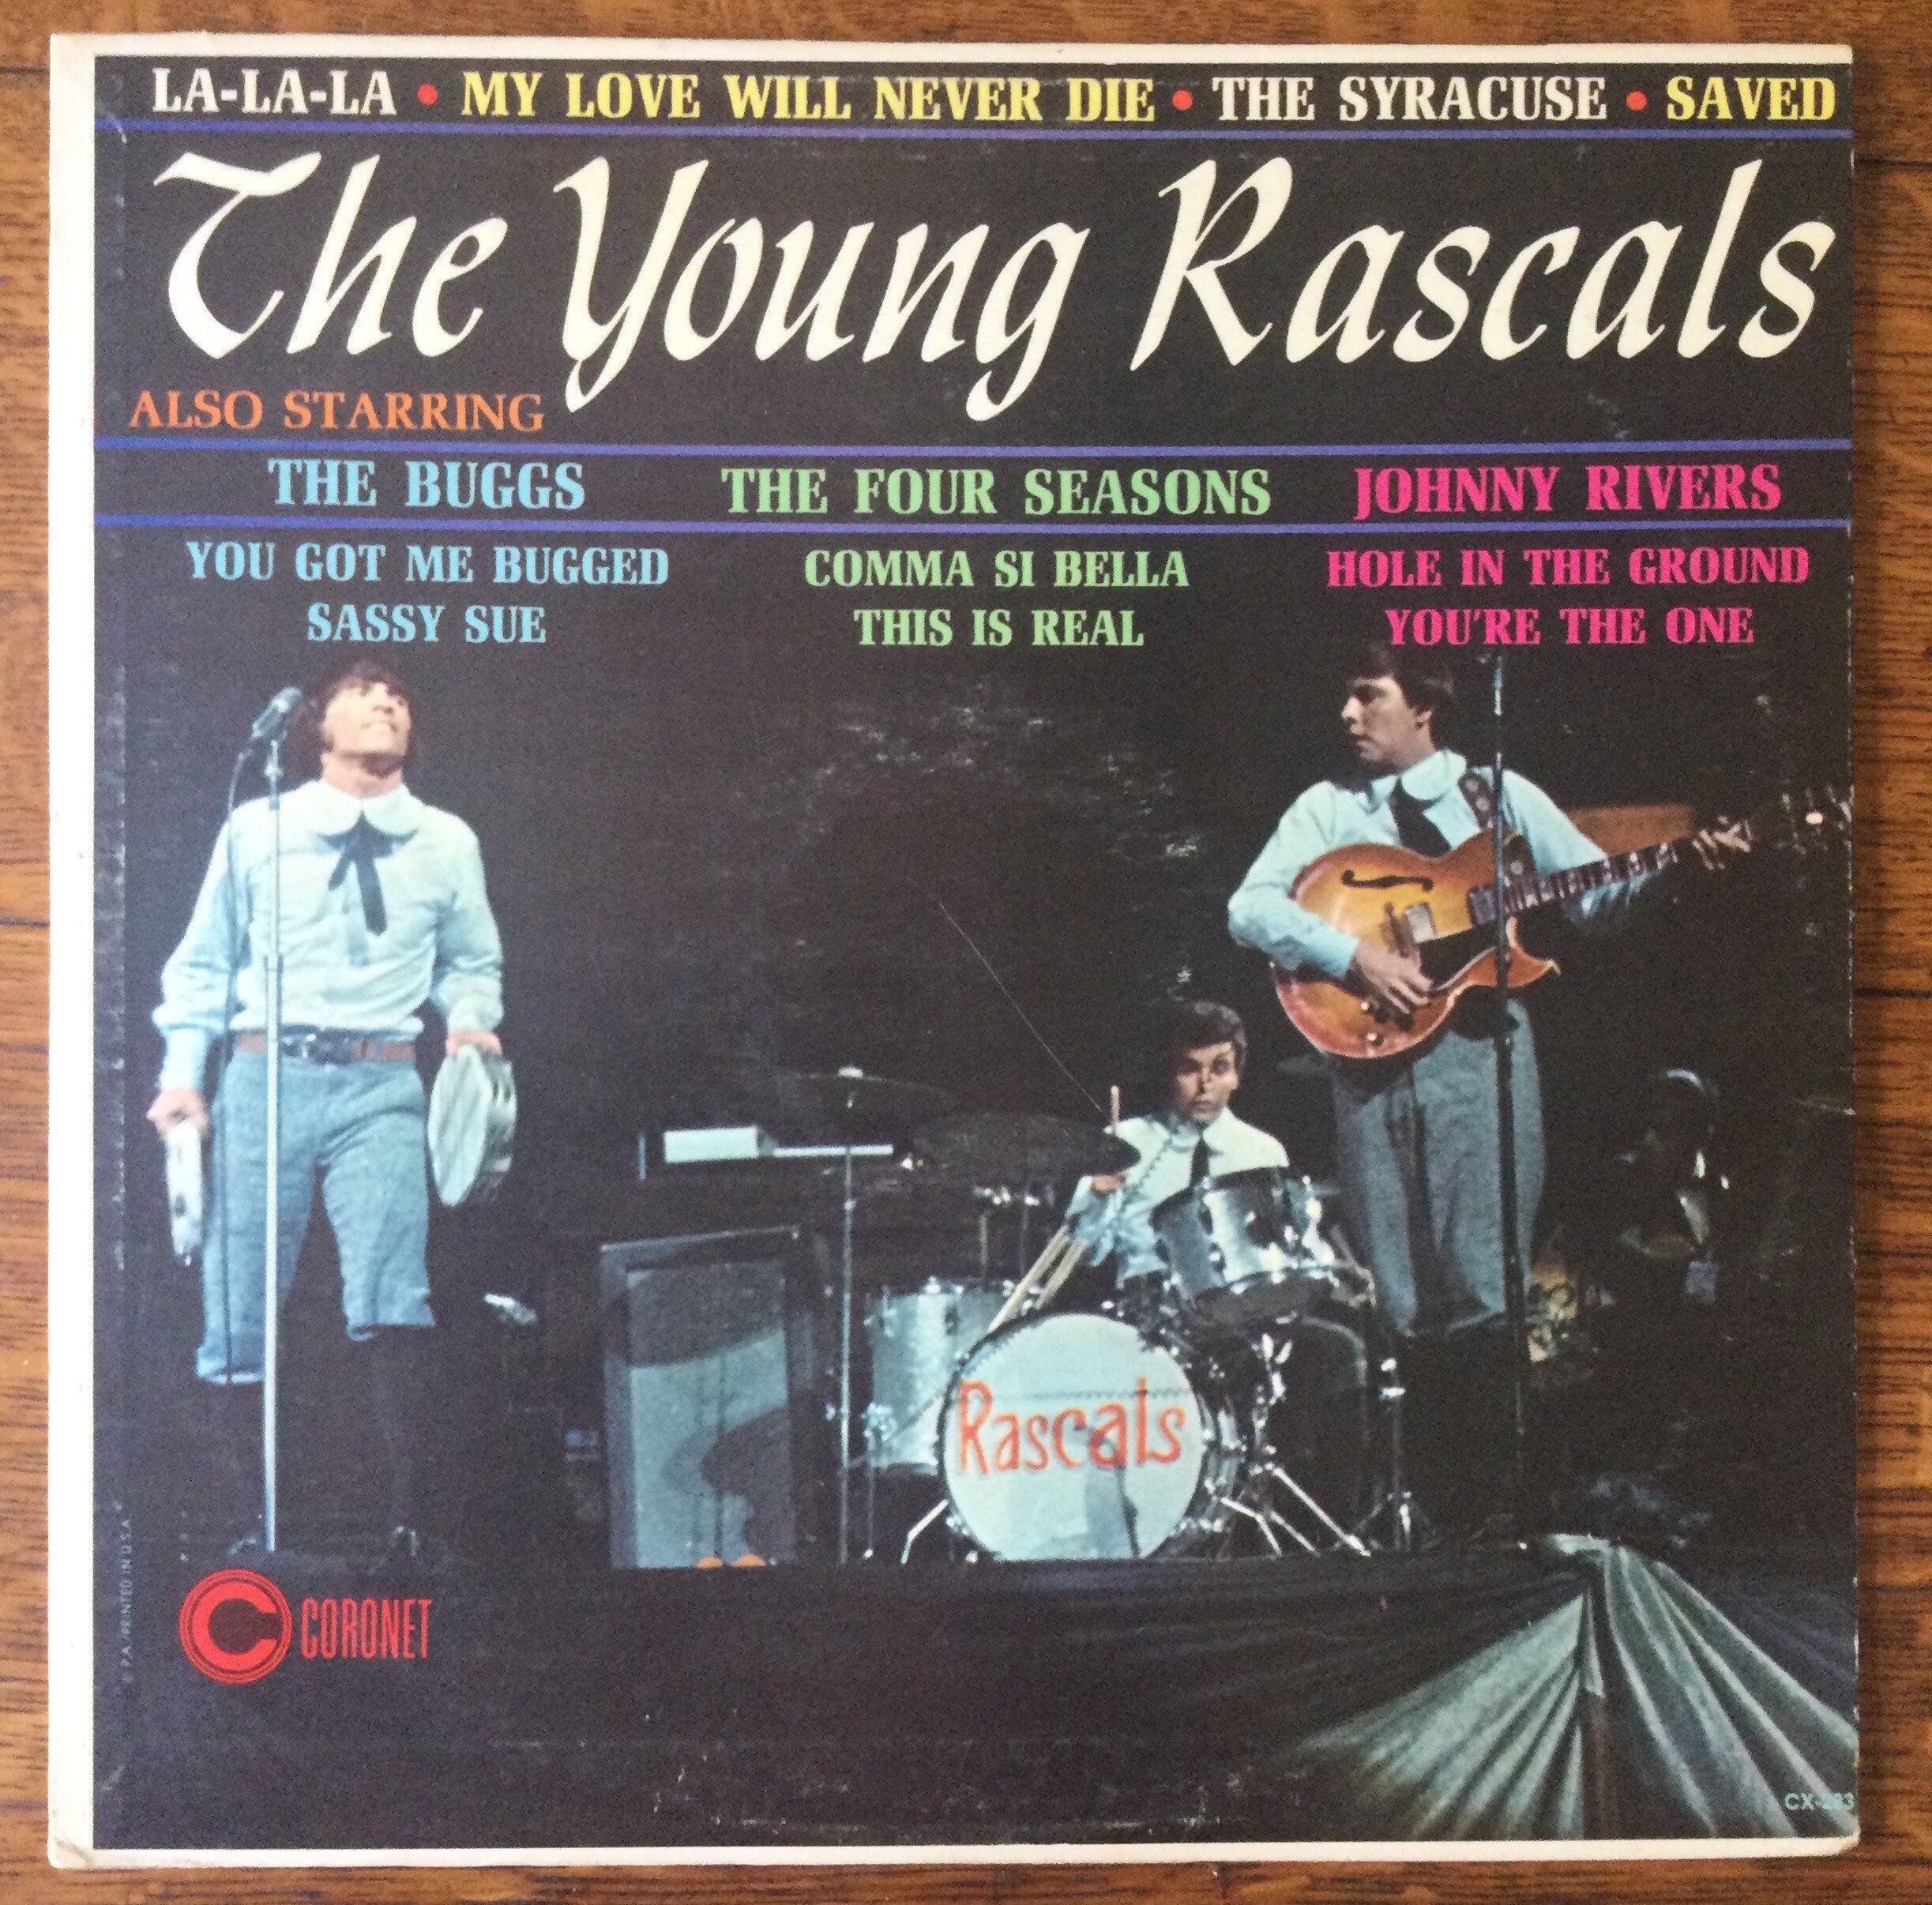 LA-LA-LA • MY LOVE WILL NEVER DIE • THE SYRACUSE • SAVED
The Young Rascals
ALSO STARRING
THE BUGGS THE FOUR SEASONS JOHNNY RIVERS
YOU GOT ME BUGGED COMMA SI BELLA HOLE IN THE GROUND
SASSY SUE THIS IS REAL YOU'RE THE ONE
Rascals
C CORONET
P.A./PRINTED IN U.S.A.